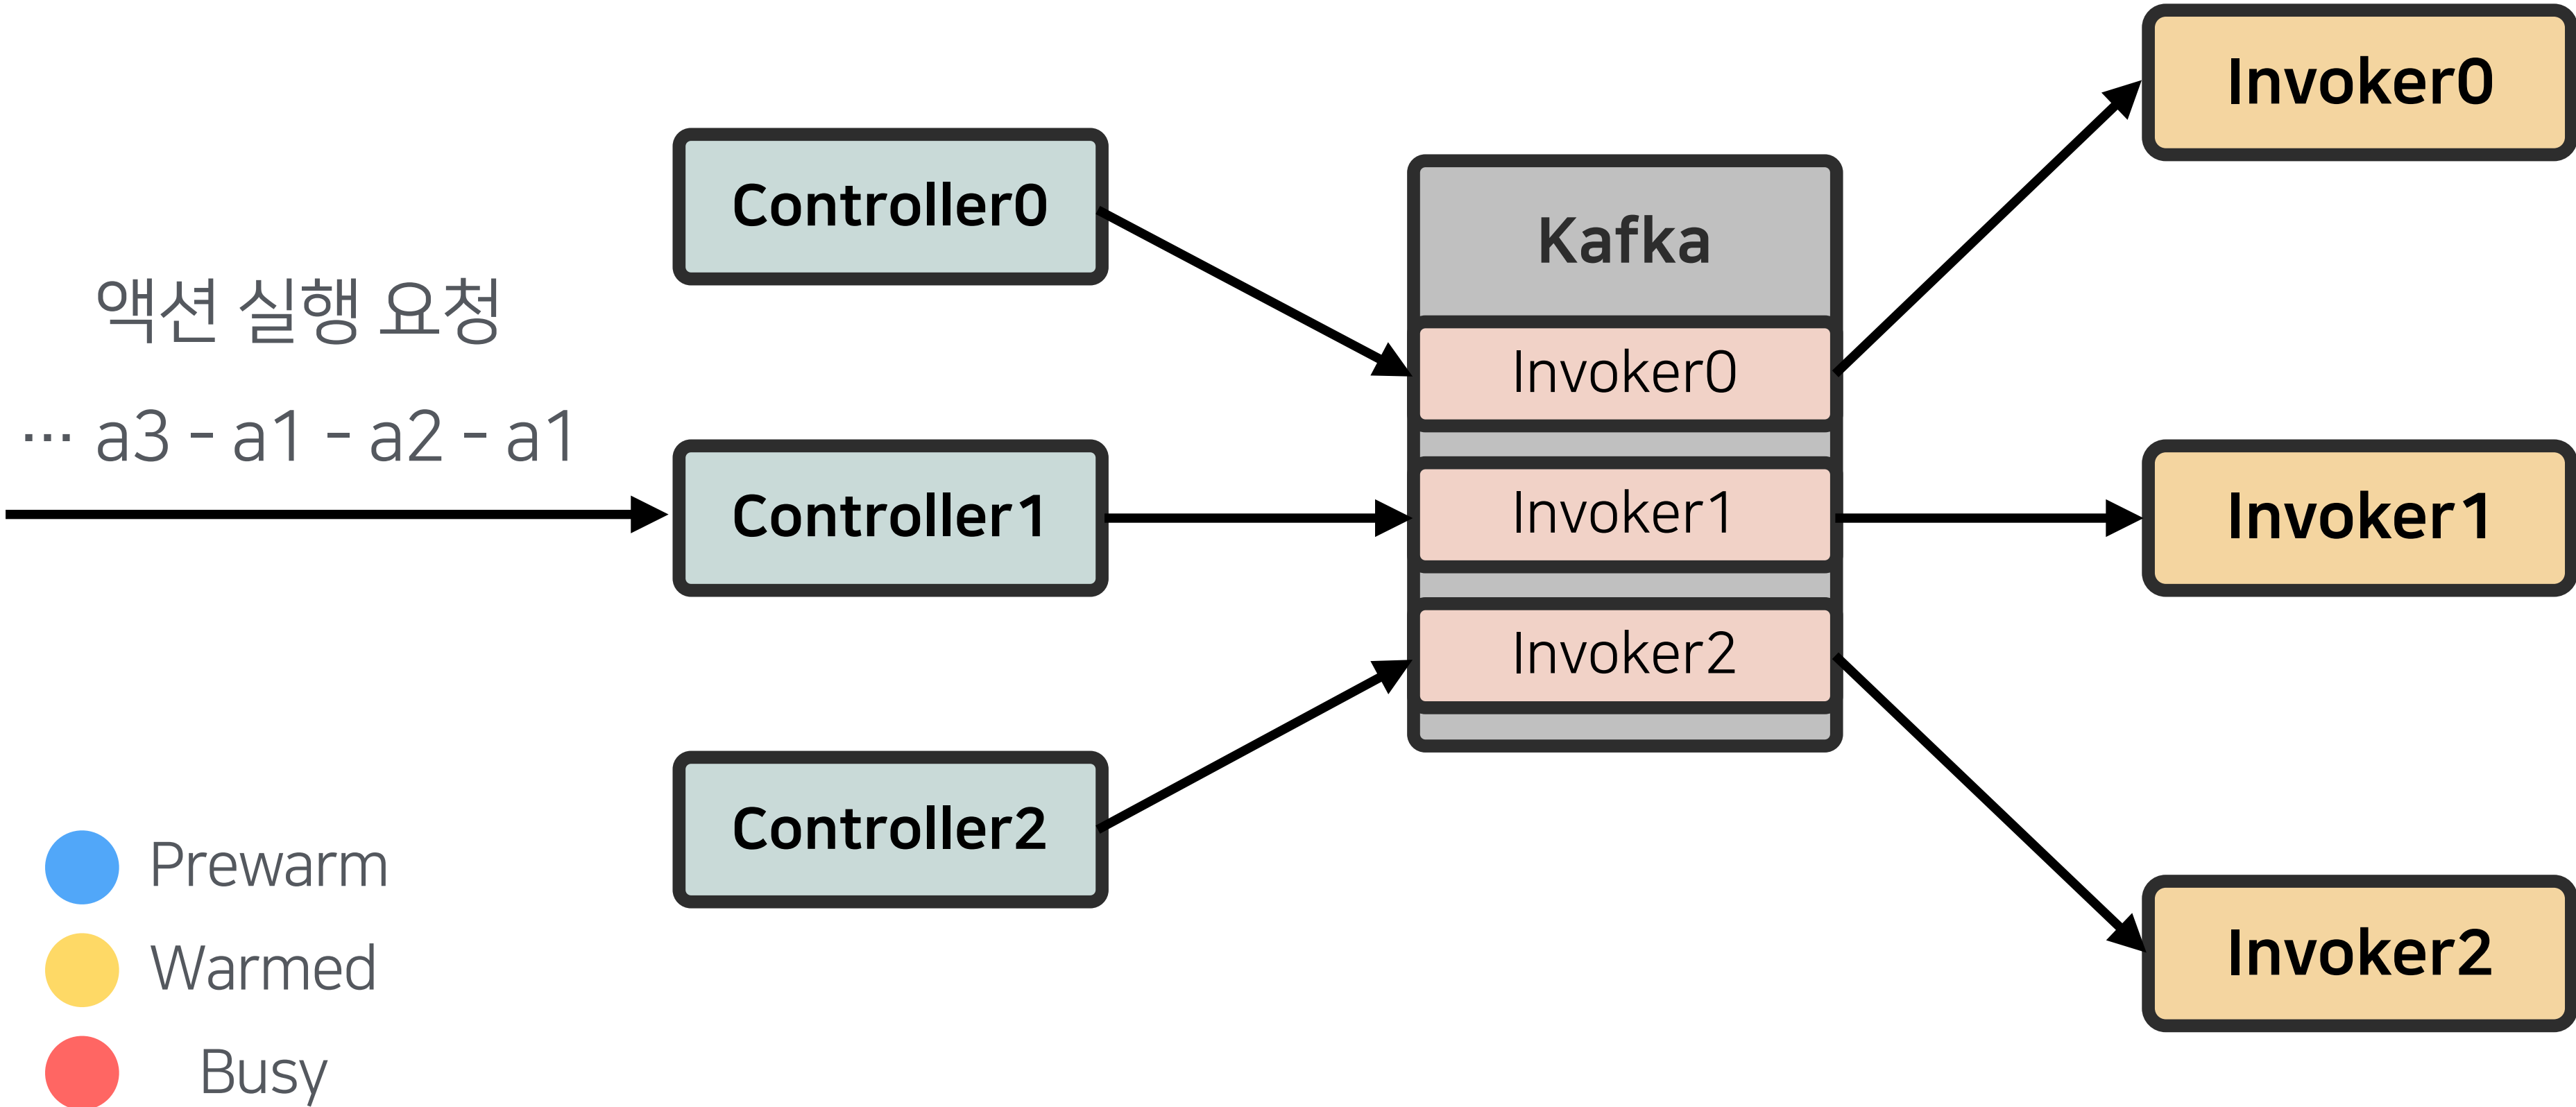 액션 실행 요청
… a3 - a1 - a2 - a1
Controller0
Controller1
Controller2
Kafka
Invoker0
Invoker1
Invoker2
Invoker0
Invoker1
Invoker2
Prewarm
Warmed
Busy